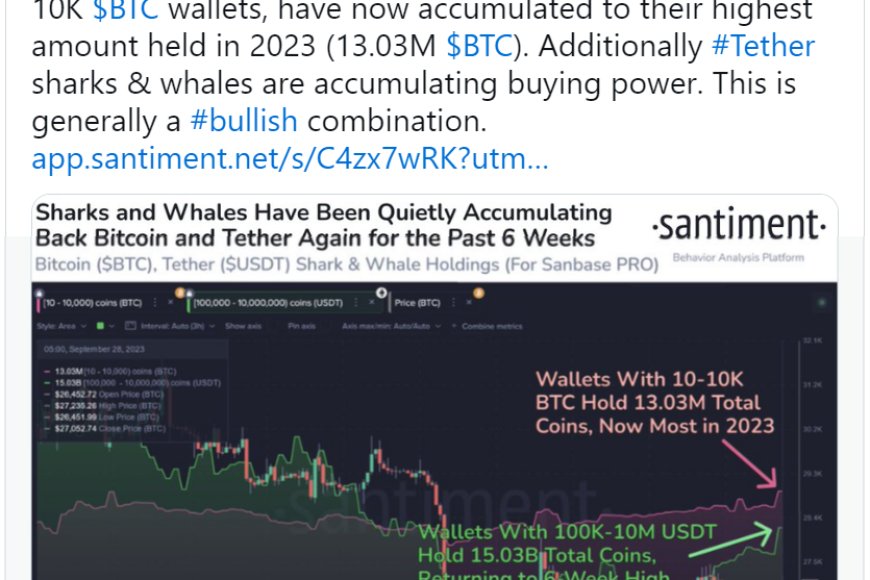 10K $BTC wallets, have now accumulated to their highest
amount held in 2023 (13.03M $BTC). Additionally #Tether
sharks & whales are accumulating buying power. This is
generally a #bullish combination.
app.santiment.net/s/C4zx7wRK?utm...
Sharks and Whales Have Been Quietly Accumulating
Back Bitcoin and Tether Again for the Past 6 Weeks
Bitcoin ($BTC), Tether ($USDT) Shark & Whale Holdings (For Sanbase PRO)
·santiment·
Behavior Analysis Platform
[10 - 10,000) coins (BTC)
[100,000 - 10,000,000) coins (USDT)
Price (BTC)
Style: Area
Interval: Auto (3h)
Show axis
Pin axis
Axis max/min: Auto/Auto
+ Combine metrics
05:00, September 28, 2023
13.03M [10 - 10,000) coins (BTC)
15.03B [100,000 - 10,000,000) coins (USDT)
$26,452.72 Open Price (BTC)
$27,235.26 High Price (BTC)
$26,451.99 Low Price (BTC)
$27,052.74 Close Price (BTC)
32.1K
31.2K
30.2K
29.3K
28.4K
27.5K
Wallets With 10-10K
BTC Hold 13.03M Total
Coins, Now Most in 2023
·santiment·
Wallets With 100K-10M USDT
Hold 15.03B Total Coins,
Returning to 6-Week High